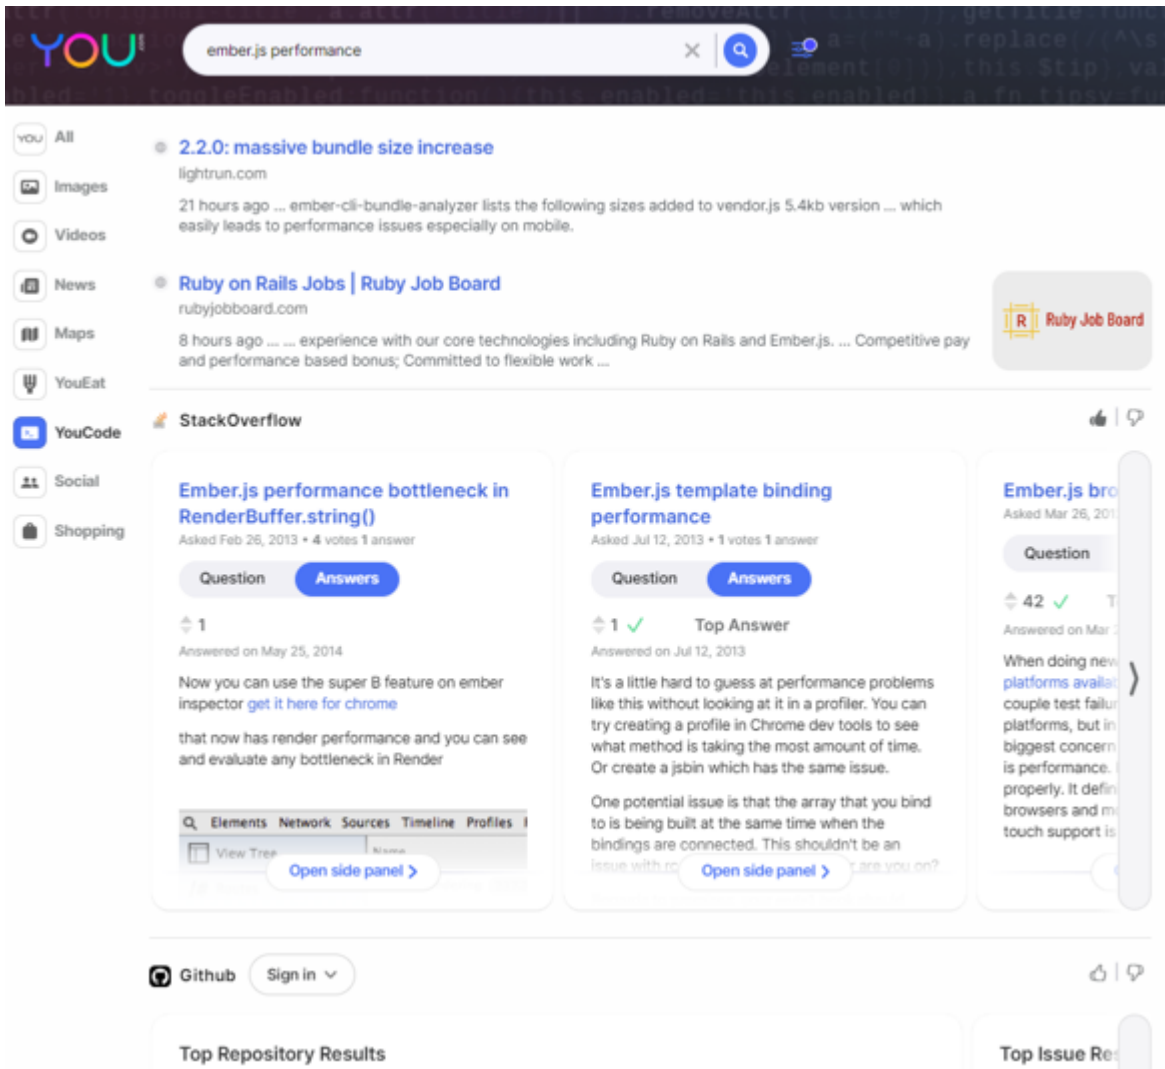 YOU.com
ember.js performance
All
Images
Videos
News
Maps
YouEat
YouCode
Social
Shopping
2.2.0: massive bundle size increase
lightrun.com
21 hours ago ... ember-cli-bundle-analyzer lists the following sizes added to vendor.js 5.4kb version ... which
easily leads to performance issues especially on mobile.
Ruby on Rails Jobs | Ruby Job Board
rubyjobboard.com
8 hours ago ... ... experience with our core technologies including Ruby on Rails and Ember.js. ... Competitive pay
and performance based bonus; Committed to flexible work ...
R Ruby Job Board
StackOverflow
Ember.js performance bottleneck in
RenderBuffer.string()
Asked Feb 26, 2013 • 4 votes 1 answer
Question Answers
1
Answered on May 25, 2014
Now you can use the super B feature on ember
inspector get it here for chrome
that now has render performance and you can see
and evaluate any bottleneck in Render
Elements Network Sources Timeline Profiles
View Tree Name
Open side panel >
Ember.js template binding
performance
Asked Jul 12, 2013 • 1 votes 1 answer
Question Answers
1 ✓ Top Answer
Answered on Jul 12, 2013
It's a little hard to guess at performance problems
like this without looking at it in a profiler. You can
try creating a profile in Chrome dev tools to see
what method is taking the most amount of time.
Or create a jsbin which has the same issue.
One potential issue is that the array that you bind
to is being built at the same time when the
bindings are connected. This shouldn't be an
issue with are you on?
Open side panel >
Ember.js bro
Asked Mar 26, 201
Question
42 ✓ T
Answered on Mar
When doing new
platforms availab
couple test failur
platforms, but in
biggest concern
is performance.
properly. It defin
browsers and mo
touch support is
Github Sign in
Top Repository Results
Top Issue Res